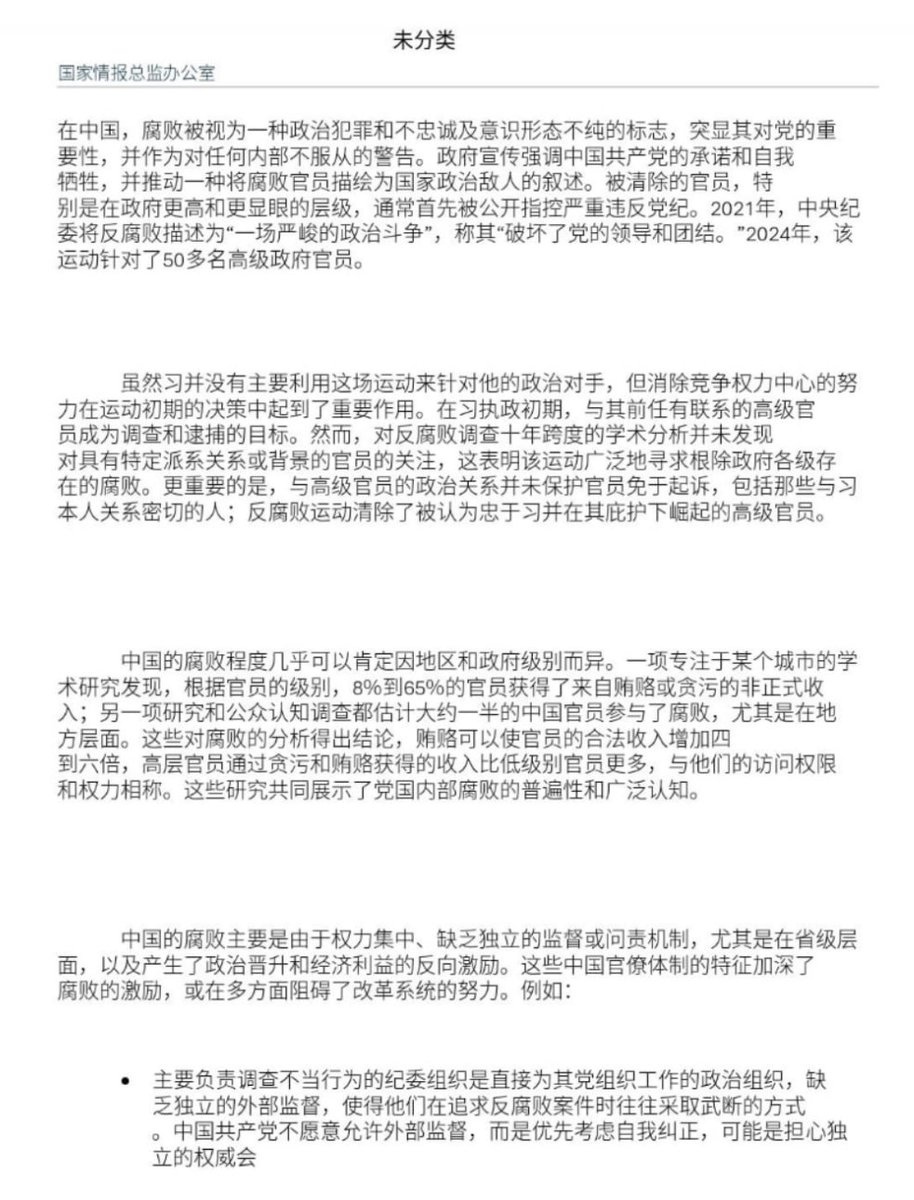 未分类
国家情报总监办公室
在中国，腐败被视为一种政治犯罪和不忠诚及意识形态不纯的标志，突显其对党的重
要性，并作为对任何内部不服从的警告。政府宣传强调中国共产党的承诺和自我
牺牲，并推动一种将腐败官员描绘为国家政治敌人的叙述。被清除的官员，特
别是在政府更高和更显眼的层级，通常首先被公开指控严重违反党纪。2021年，中央纪
委将反腐败描述为“一场严峻的政治斗争”，称其“破坏了党的领导和团结。”2024年，该
运动针对了50多名高级政府官员。
虽然习并没有主要利用这场运动来针对他的政治对手，但消除竞争权力中心的努
力在运动初期的决策中起到了重要作用。在习执政初期，与其前任有联系的高级官
员成为调查和逮捕的目标。然而，对反腐败调查十年跨度的学术分析并未发现
对具有特定派系关系或背景的官员的关注，这表明该运动广泛地寻求根除政府各级存
在的腐败。更重要的是，与高级官员的政治关系并未保护官员免于起诉，包括那些与习
本人关系密切的人；反腐败运动清除了被认为忠于习并在其庇护下崛起的高级官员。
中国的腐败程度几乎可以肯定因地区和政府级别而异。一项专注于某个城市的学
术研究发现，根据官员的级别，8%到65%的官员获得了来自贿赂或贪污的非正式收
入；另一项研究和公众认知调查都估计大约一半的中国官员参与了腐败，尤其是在地
方层面。这些对腐败的分析得出结论，贿赂可以使官员的合法收入增加四
到六倍，高层官员通过贪污和贿赂获得的收入比低级别官员更多，与他们的访问权限
和权力相称。这些研究共同展示了党国内部腐败的普遍性和广泛认知。
中国的腐败主要是由于权力集中、缺乏独立的监督或问责机制，尤其是在省级层
面，以及产生了政治晋升和经济利益的反向激励。这些中国官僚体制的特征加深了
腐败的激励，或在多方面阻碍了改革系统的努力。例如：
• 主要负责调查不当行为的纪委组织是直接为其党组织工作的政治组织，缺
乏独立的外部监督，使得他们在追求反腐败案件时往往采取武断的方式
。中国共产党不愿意允许外部监督，而是优先考虑自我纠正，可能是担心独
立的权威会